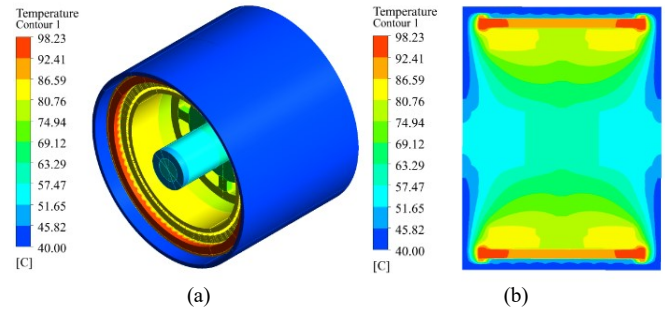 Temperature
Contour 1
98.23
92.41
86.59
80.76
74.94
69.12
63.29
57.47
51.65
45.82
40.00
[C]
(a)
Temperature
Contour 1
98.23
92.41
86.59
80.76
74.94
69.12
63.29
57.47
51.65
45.82
40.00
[C]
(b)